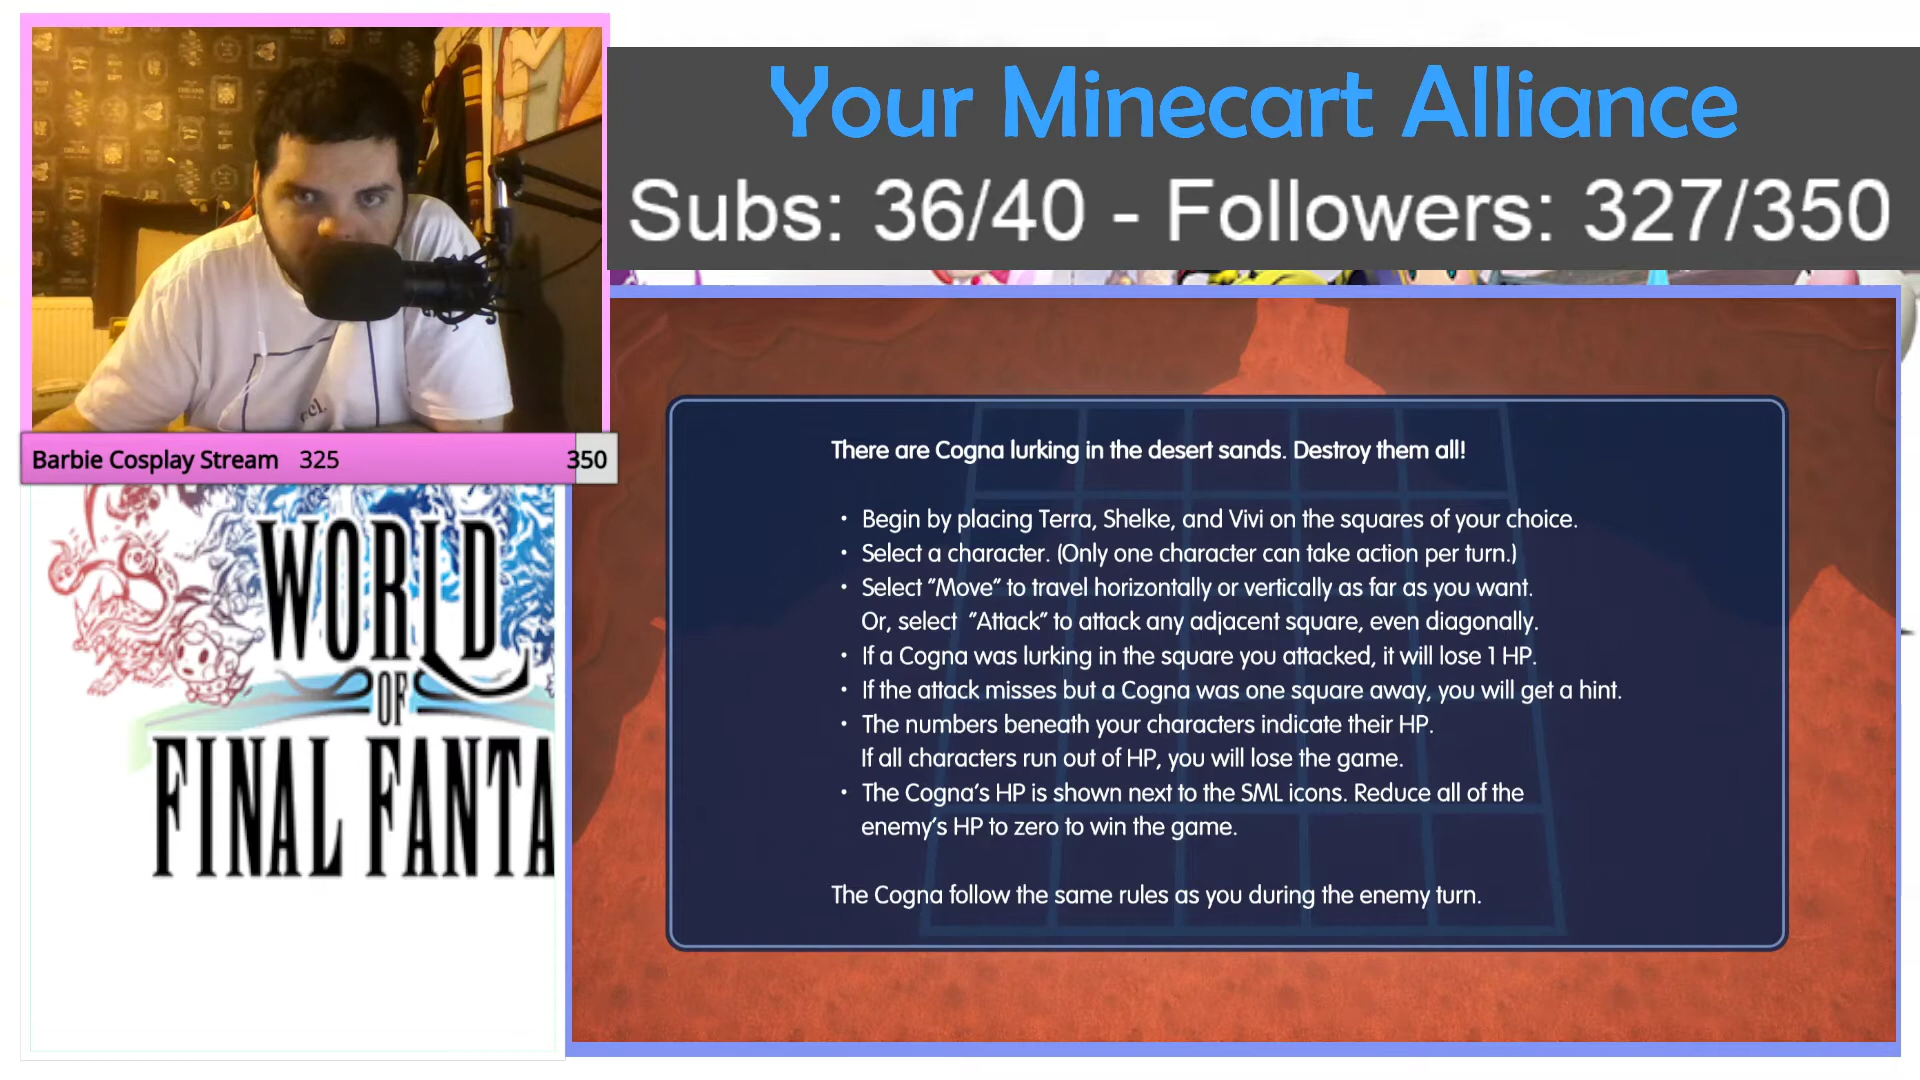 Your Minecart Alliance
Subs: 36/40 - Followers: 327/350
Barbie Cosplay Stream 325 350
WORLD
OF
FINAL FANTA
There are Cogna lurking in the desert sands. Destroy them all!
· Begin by placing Terra, Shelke, and Vivi on the squares of your choice.
· Select a character. (Only one character can take action per turn.)
· Select "Move" to travel horizontally or vertically as far as you want.
Or, select "Attack" to attack any adjacent square, even diagonally.
· If a Cogna was lurking in the square you attacked, it will lose 1 HP.
· If the attack misses but a Cogna was one square away, you will get a hint.
· The numbers beneath your characters indicate their HP.
If all characters run out of HP, you will lose the game.
· The Cogna's HP is shown next to the SML icons. Reduce all of the
enemy's HP to zero to win the game.
The Cogna follow the same rules as you during the enemy turn.